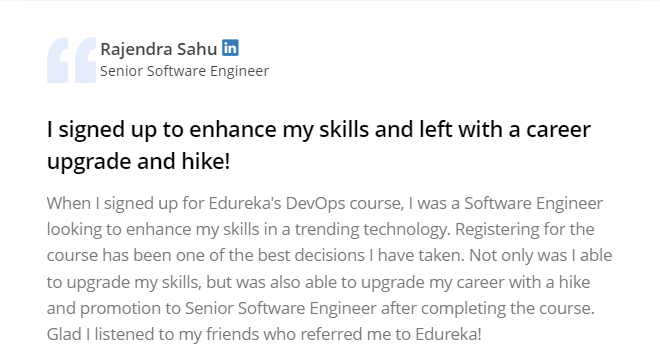 Rajendra Sahu in
Senior Software Engineer
I signed up to enhance my skills and left with a career
upgrade and hike!
When I signed up for Edureka's DevOps course, I was a Software Engineer
looking to enhance my skills in a trending technology. Registering for the
course has been one of the best decisions I have taken. Not only was I able
to upgrade my skills, but was also able to upgrade my career with a hike
and promotion to Senior Software Engineer after completing the course.
Glad I listened to my friends who referred me to Edureka!